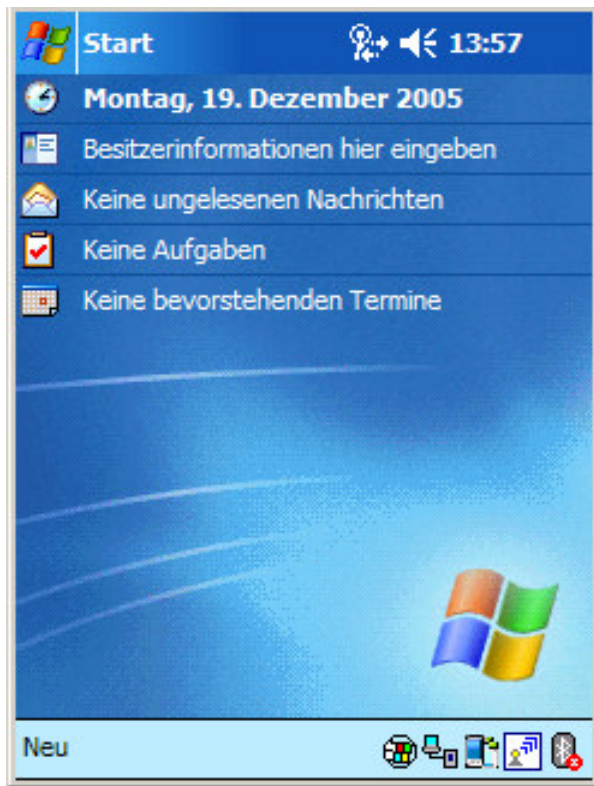 Start 13:57
Montag, 19. Dezember 2005
Besitzerinformationen hier eingeben
Keine ungelesenen Nachrichten
Keine Aufgaben
Keine bevorstehenden Termine
Neu